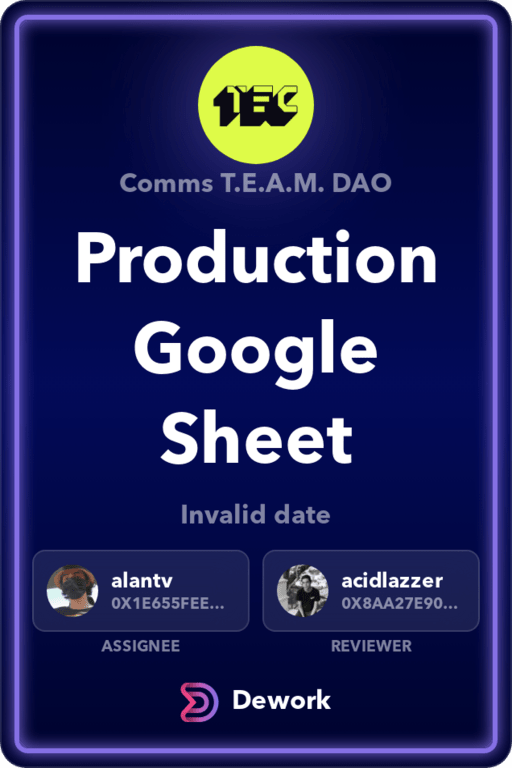 TEC
Comms T.E.A.M. DAO
Production
Google
Sheet
Invalid date
alantv
0X1E655FEE...
ASSIGNEE
acidlazzer
0X8AA27E90...
REVIEWER
Dework